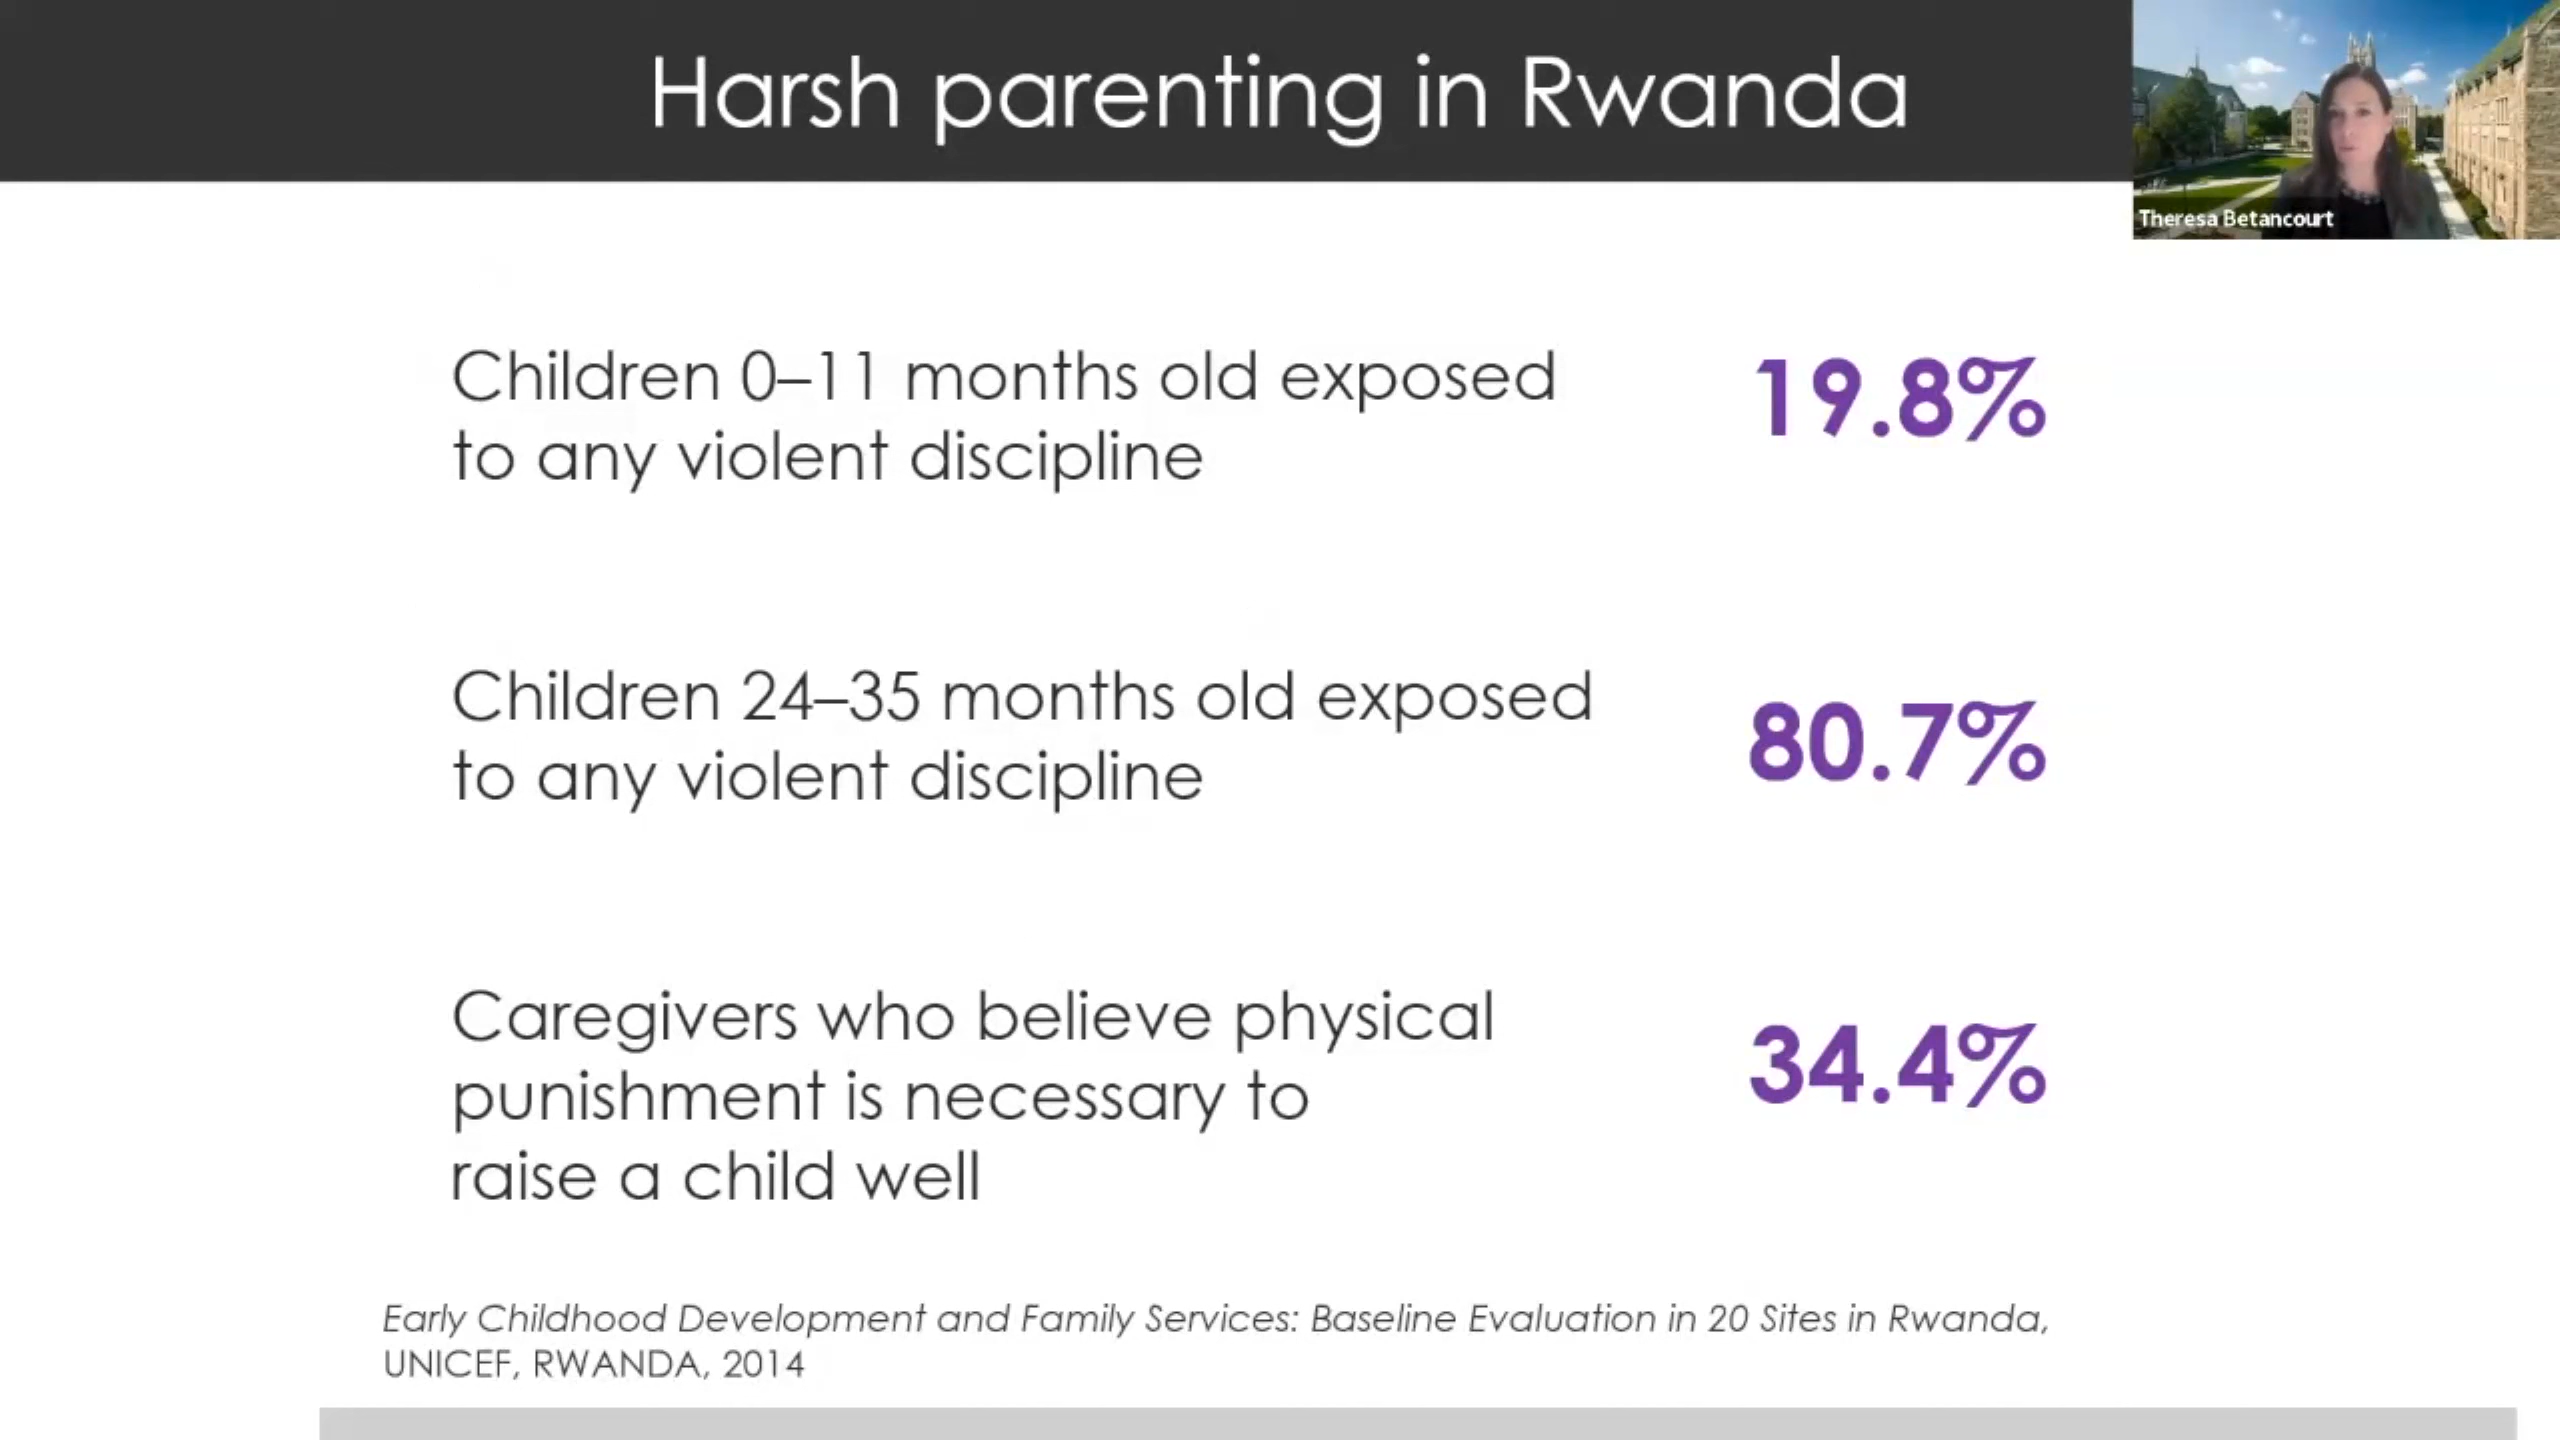 Harsh parenting in Rwanda
Theresa Betancourt
Children 0–11 months old exposed
to any violent discipline
19.8%
Children 24–35 months old exposed
to any violent discipline
80.7%
Caregivers who believe physical
punishment is necessary to
raise a child well
34.4%
Early Childhood Development and Family Services: Baseline Evaluation in 20 Sites in Rwanda,
UNICEF, RWANDA, 2014